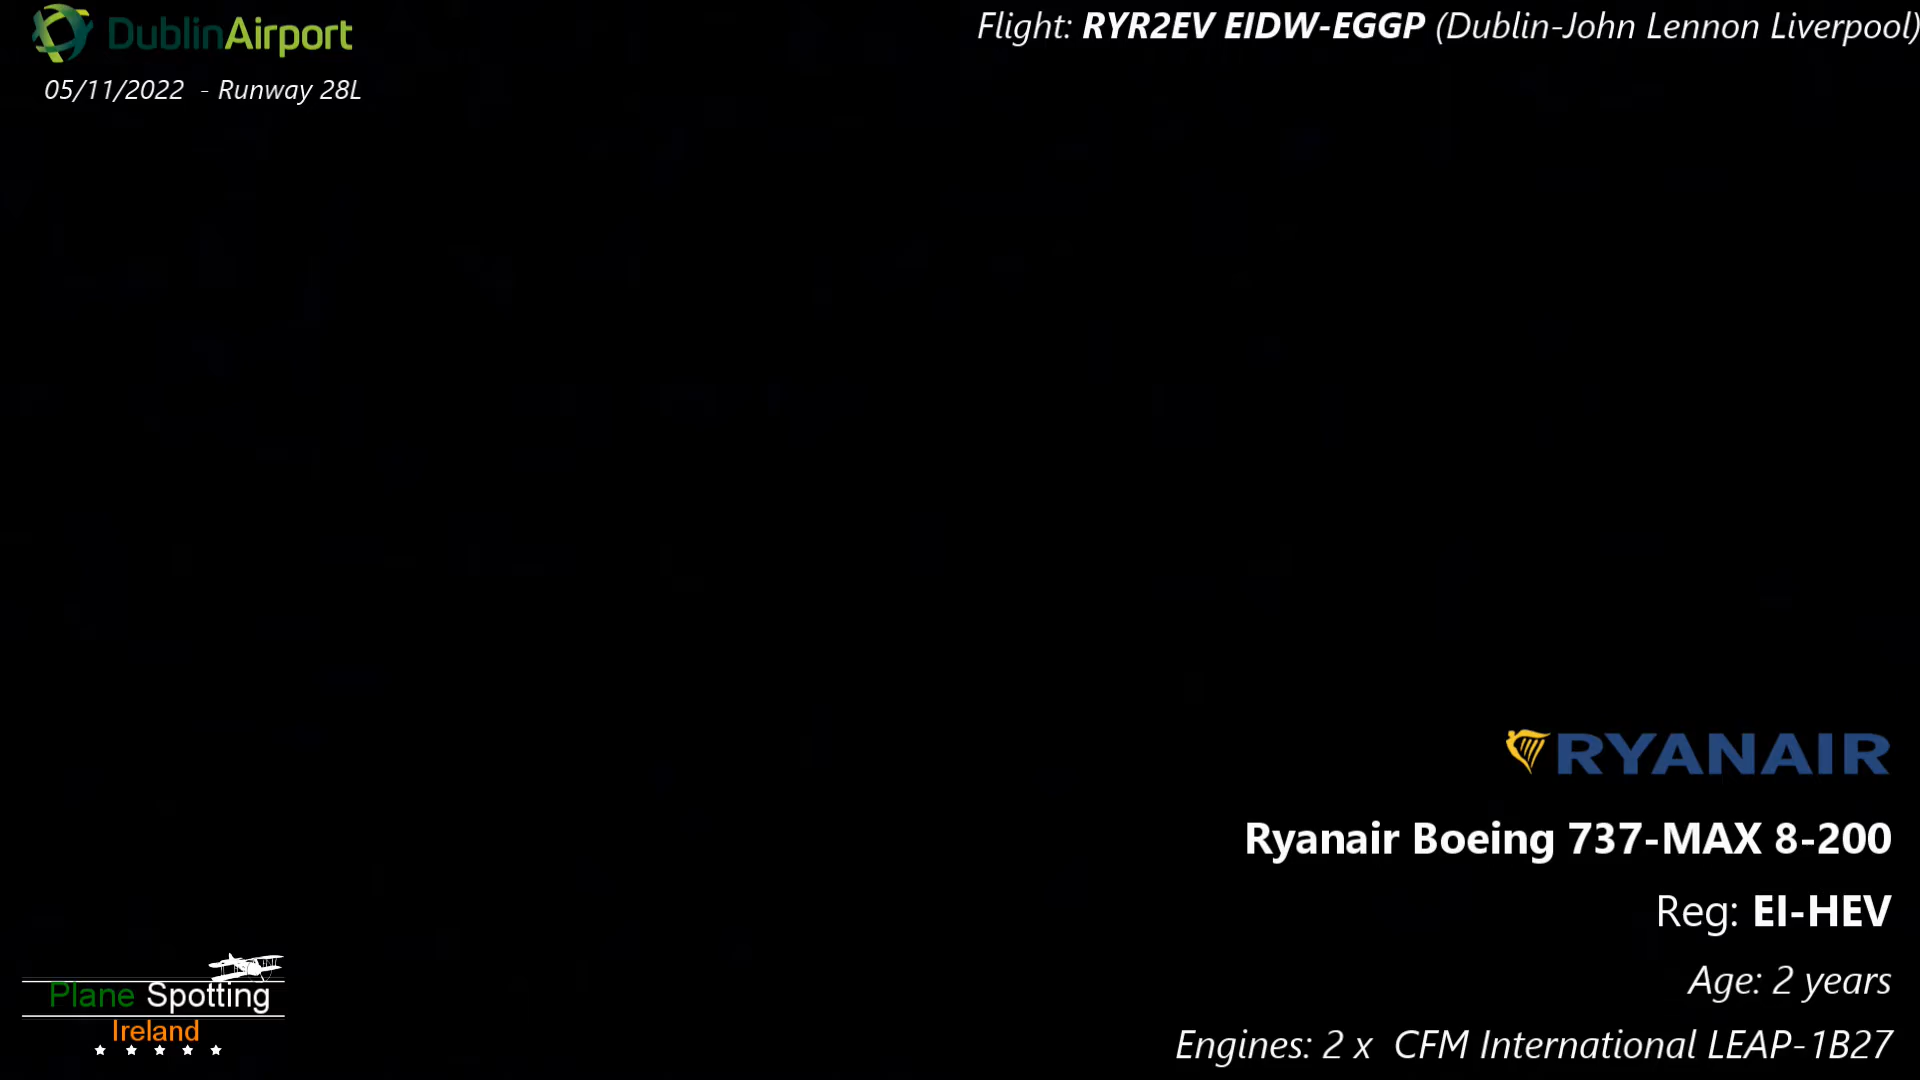 DublinAirport
05/11/2022 - Runway 28L
Flight: RYR2EV EIDW-EGGP (Dublin-John Lennon Liverpool)
RYANAIR
Ryanair Boeing 737-MAX 8-200
Reg: EI-HEV
Age: 2 years
Engines: 2 x CFM International LEAP-1B27
Plane Spotting
Ireland